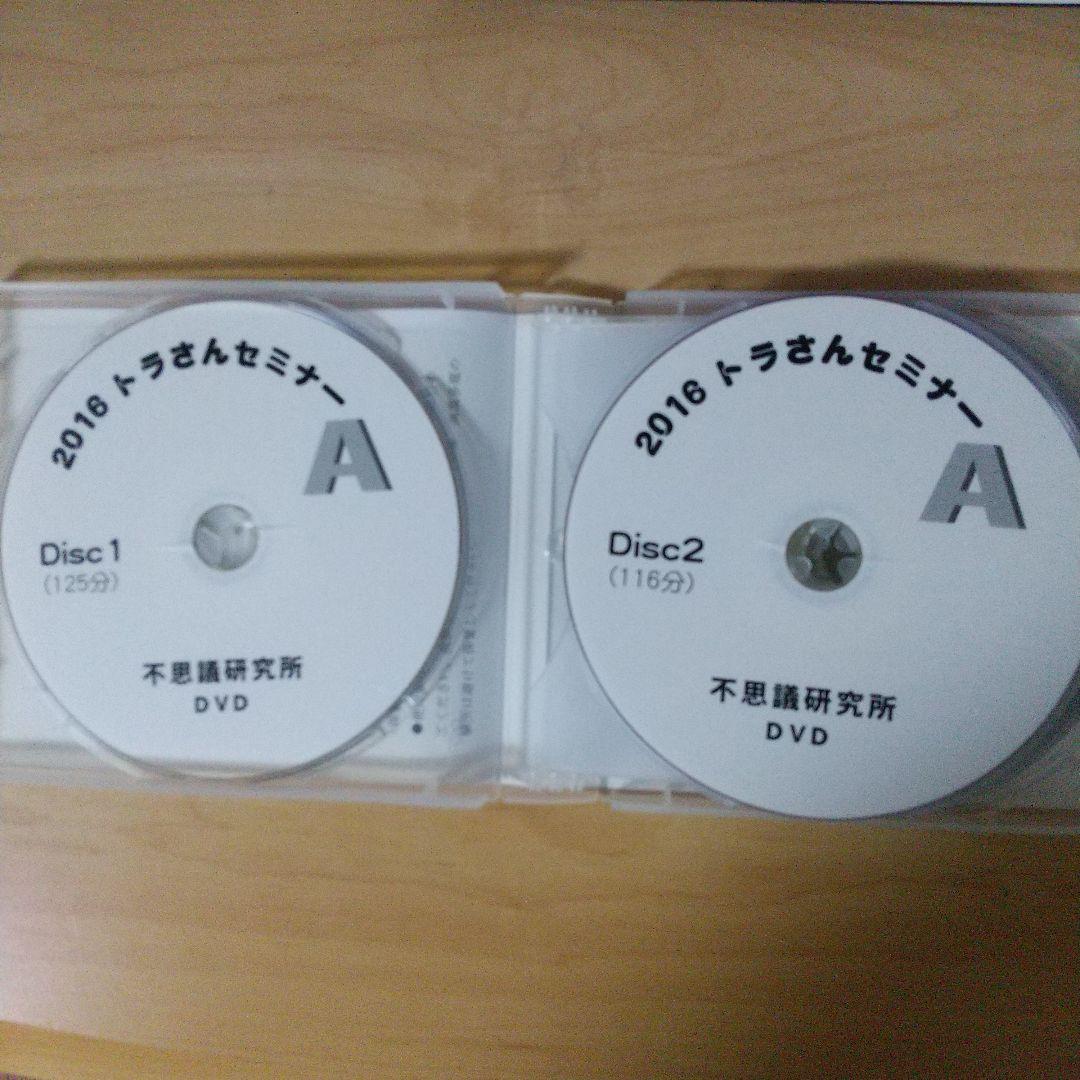 2016 トラさんセミナー
A
Disc1
(125分)
不思議研究所
DVD
2016 トラさんセミナー
A
Disc2
(116分)
不思議研究所
DVD